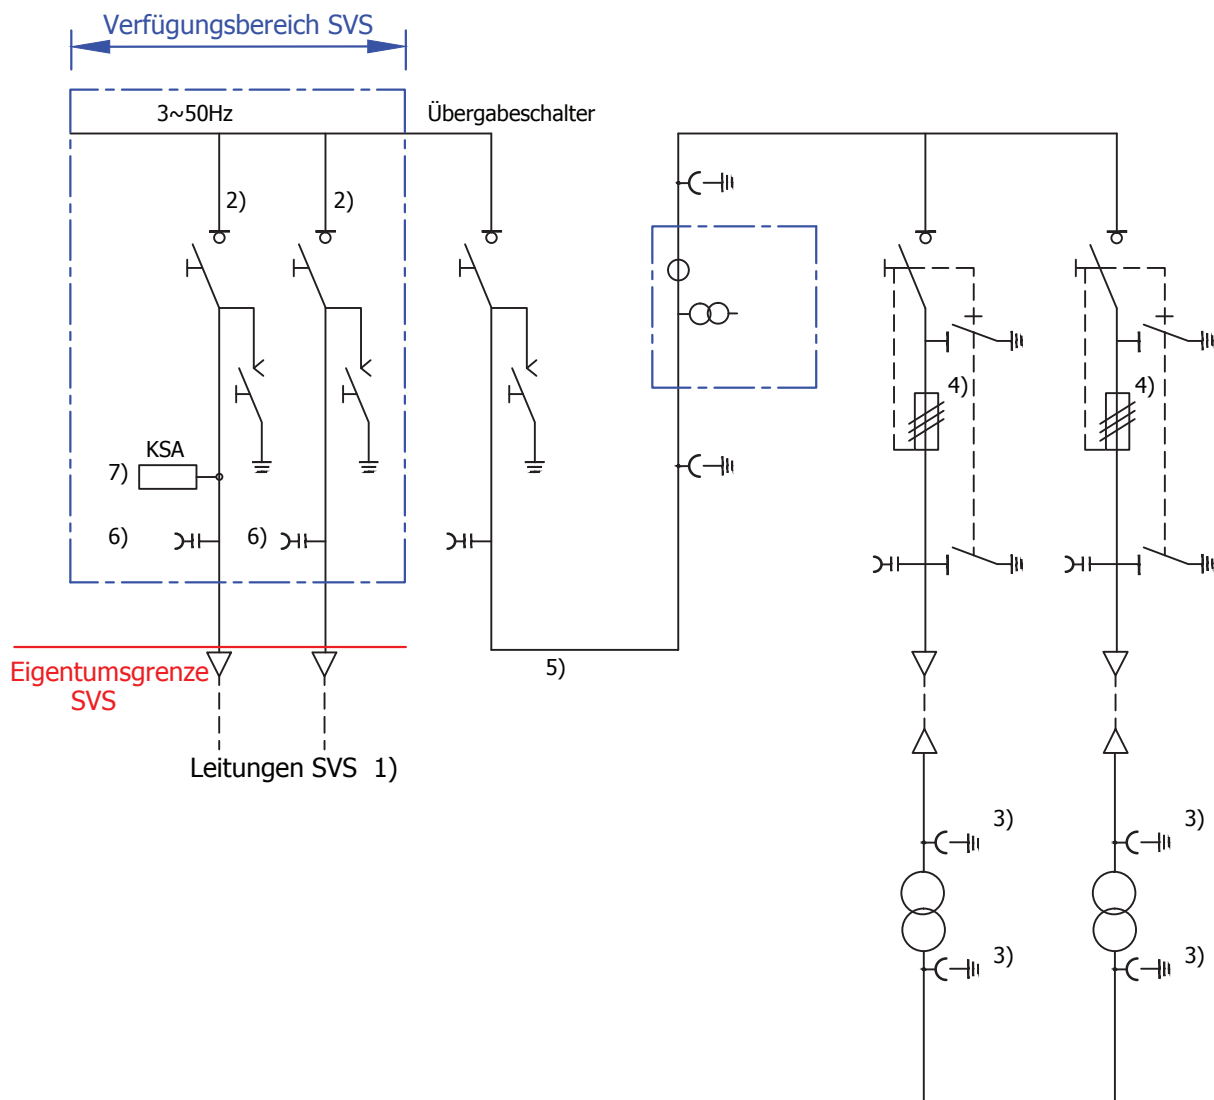 Verfügungsbereich SVS
3~50Hz
Übergabeschalter
2)
2)
4)
4)
KSA
7)
6)
6)
5)
Eigentumsgrenze
SVS
Leitungen SVS 1)
3)
3)
3)
3)